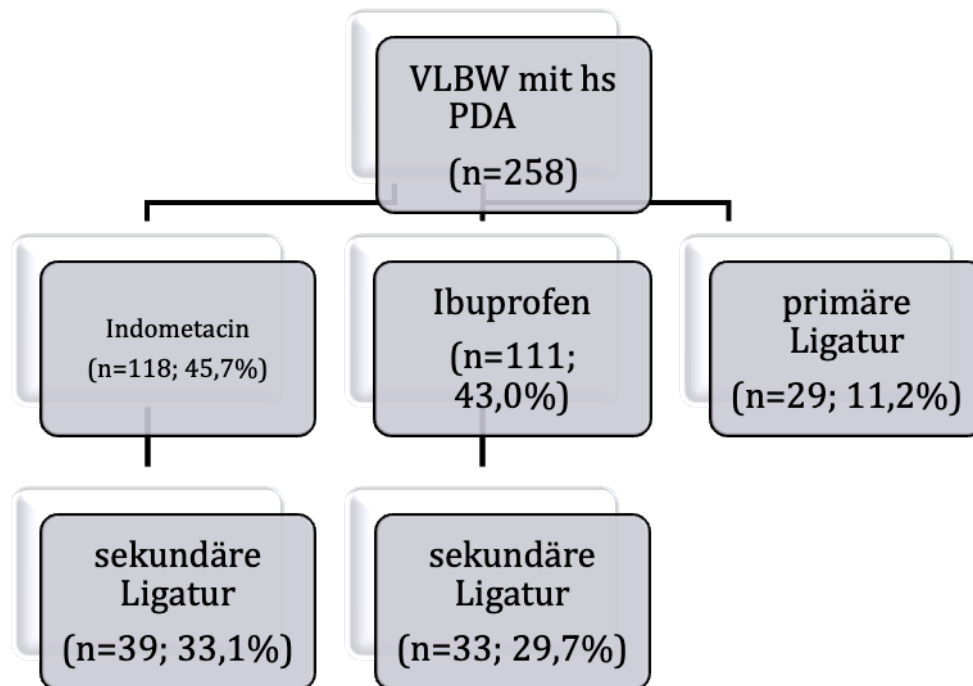 VLBW mit hs
PDA
(n=258)
Indometacin
(n=118; 45,7%)
Ibuprofen
(n=111;
43,0%)
primäre
Ligatur
(n=29; 11,2%)
sekundäre
Ligatur
(n=39; 33,1%)
sekundäre
Ligatur
(n=33; 29,7%)